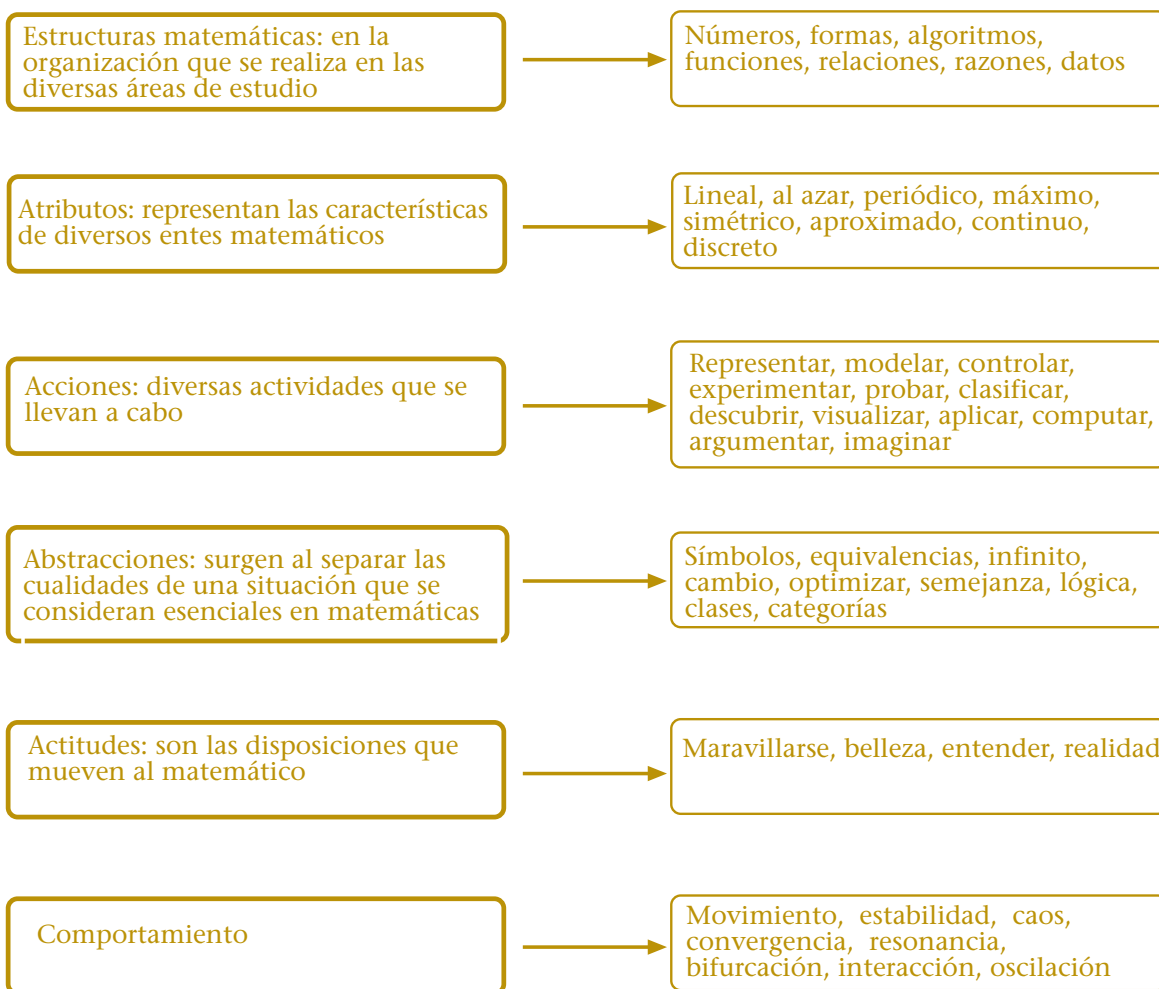 Estructuras matemáticas: en la
organización que se realiza en las
diversas áreas de estudio
Números, formas, algoritmos,
funciones, relaciones, razones, datos
Atributos: representan las características
de diversos entes matemáticos
Lineal, al azar, periódico, máximo,
simétrico, aproximado, continuo,
discreto
Acciones: diversas actividades que se
llevan a cabo
Representar, modelar, controlar,
experimentar, probar, clasificar,
descubrir, visualizar, aplicar, computar,
argumentar, imaginar
Abstracciones: surgen al separar las
cualidades de una situación que se
consideran esenciales en matemáticas
Símbolos, equivalencias, infinito,
cambio, optimizar, semejanza, lógica,
clases, categorías
Actitudes: son las disposiciones que
mueven al matemático
Maravillarse, belleza, entender, realidad
Comportamiento
Movimiento, estabilidad, caos,
convergencia, resonancia,
bifurcación, interacción, oscilación